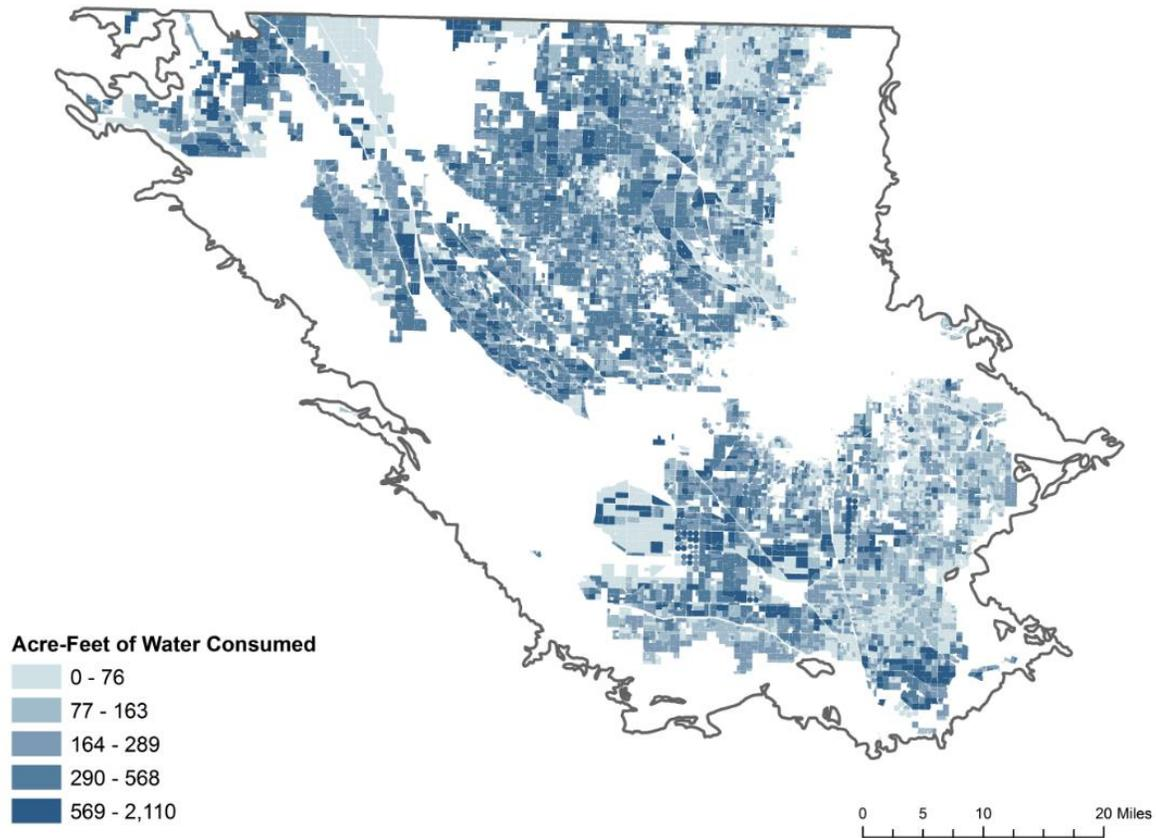 Acre-Feet of Water Consumed
0 - 76
77 - 163
164 - 289
290 - 568
569 - 2,110
0 5 10 20 Miles